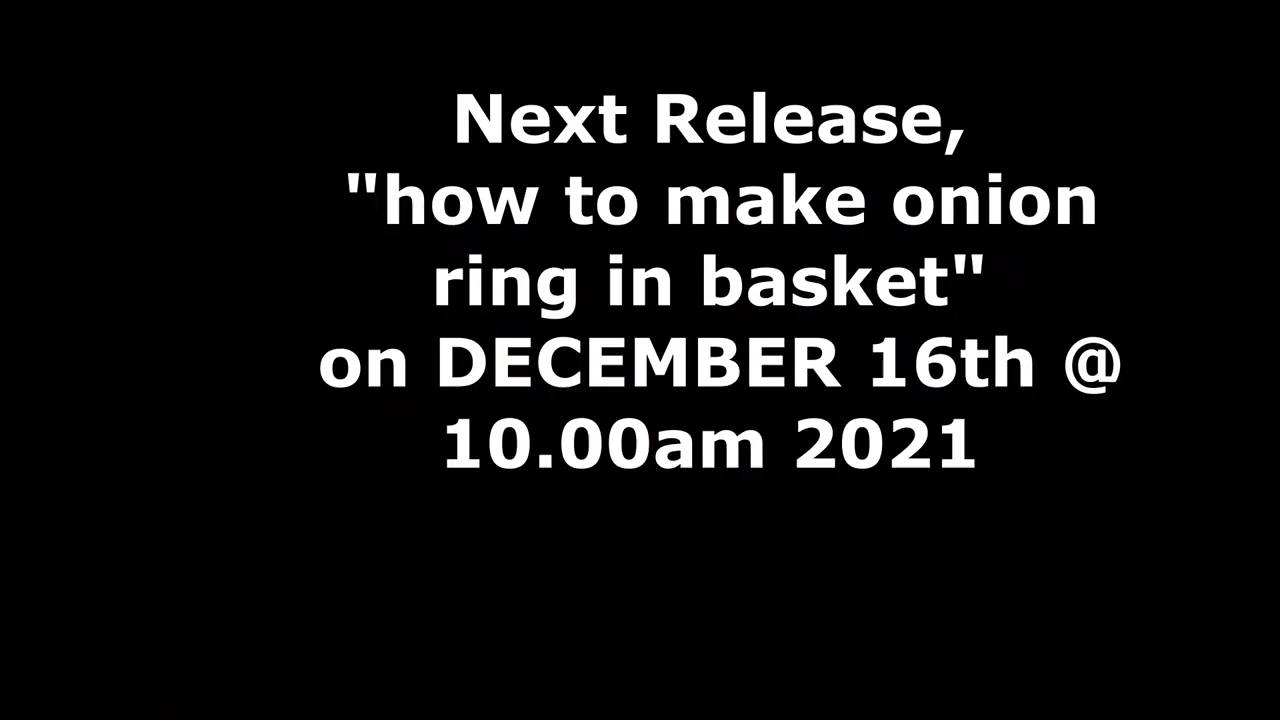 Next Release,
"how to make onion
ring in basket"
on DECEMBER 16th @
10.00am 2021